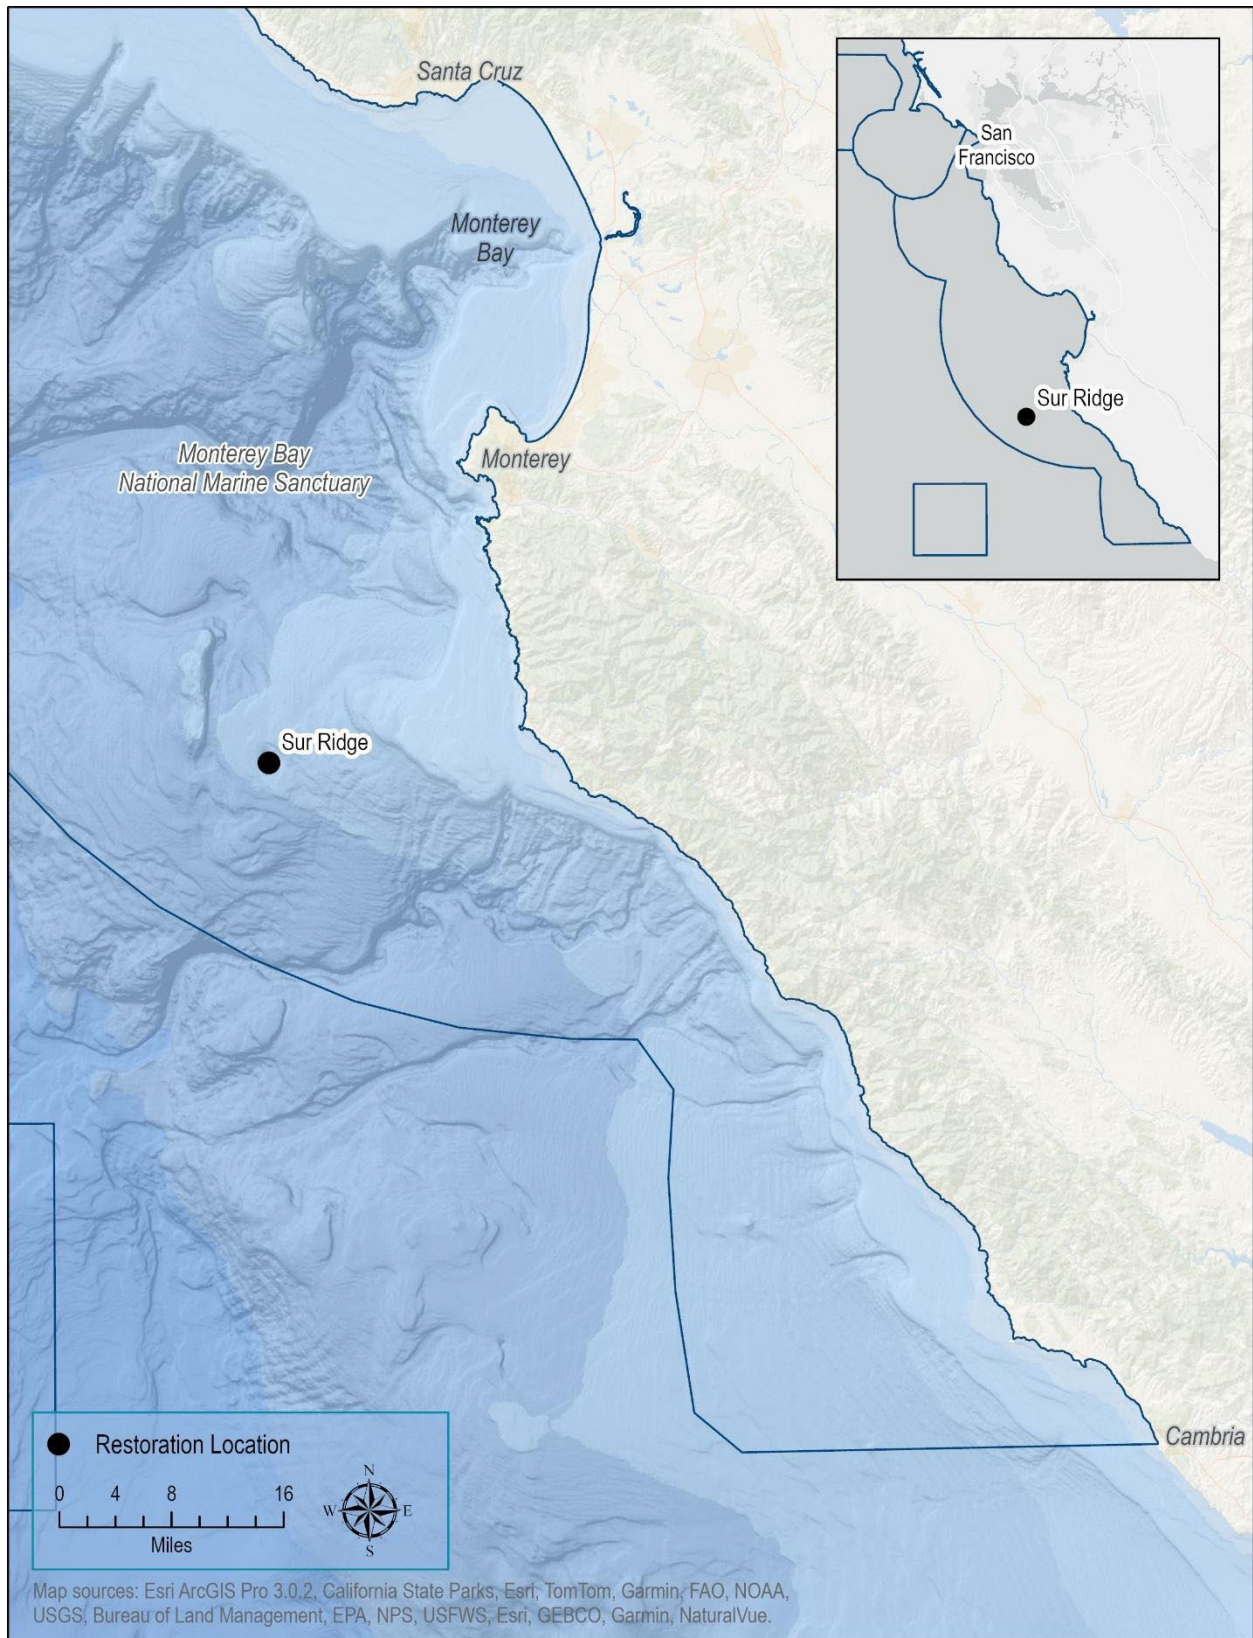 Santa Cruz
San
Francisco
Monterey
Bay
Sur Ridge
Monterey Bay
National Marine Sanctuary
Monterey
Sur Ridge
Cambria
Restoration Location
0 4 8 16
Miles
N
W E
S
Map sources: Esri ArcGIS Pro 3.0.2, California State Parks, Esri, TomTom, Garmin, FAO, NOAA,
USGS, Bureau of Land Management, EPA, NPS, USFWS, Esri, GEBCO, Garmin, NaturalVue.